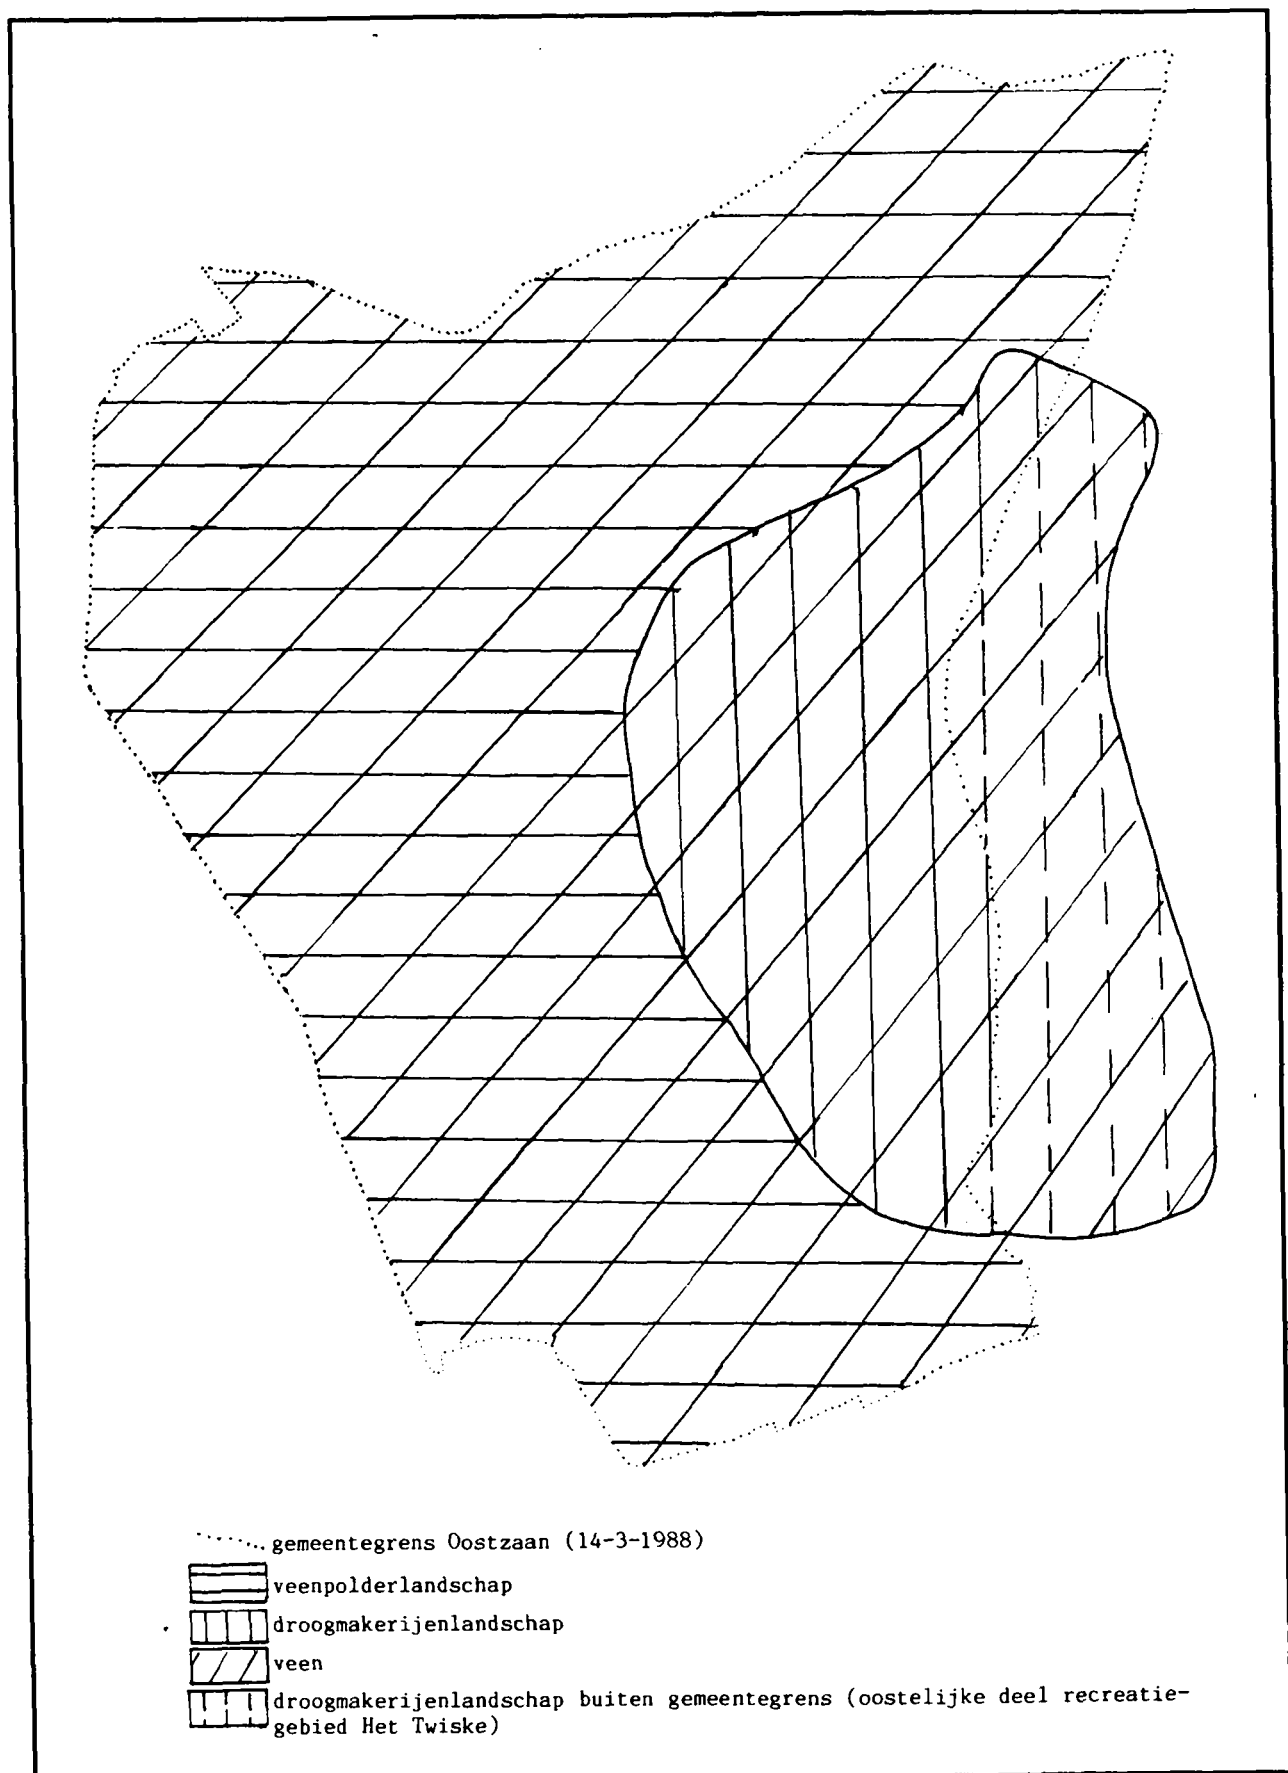 gemeentegrens Oostzaan (14-3-1988)
veenpolderlandschap
droogmakerijenlandschap
veen
droogmakerijenlandschap buiten gemeentegrens (oostelijke deel recreatie-
gebied Het Twiske)